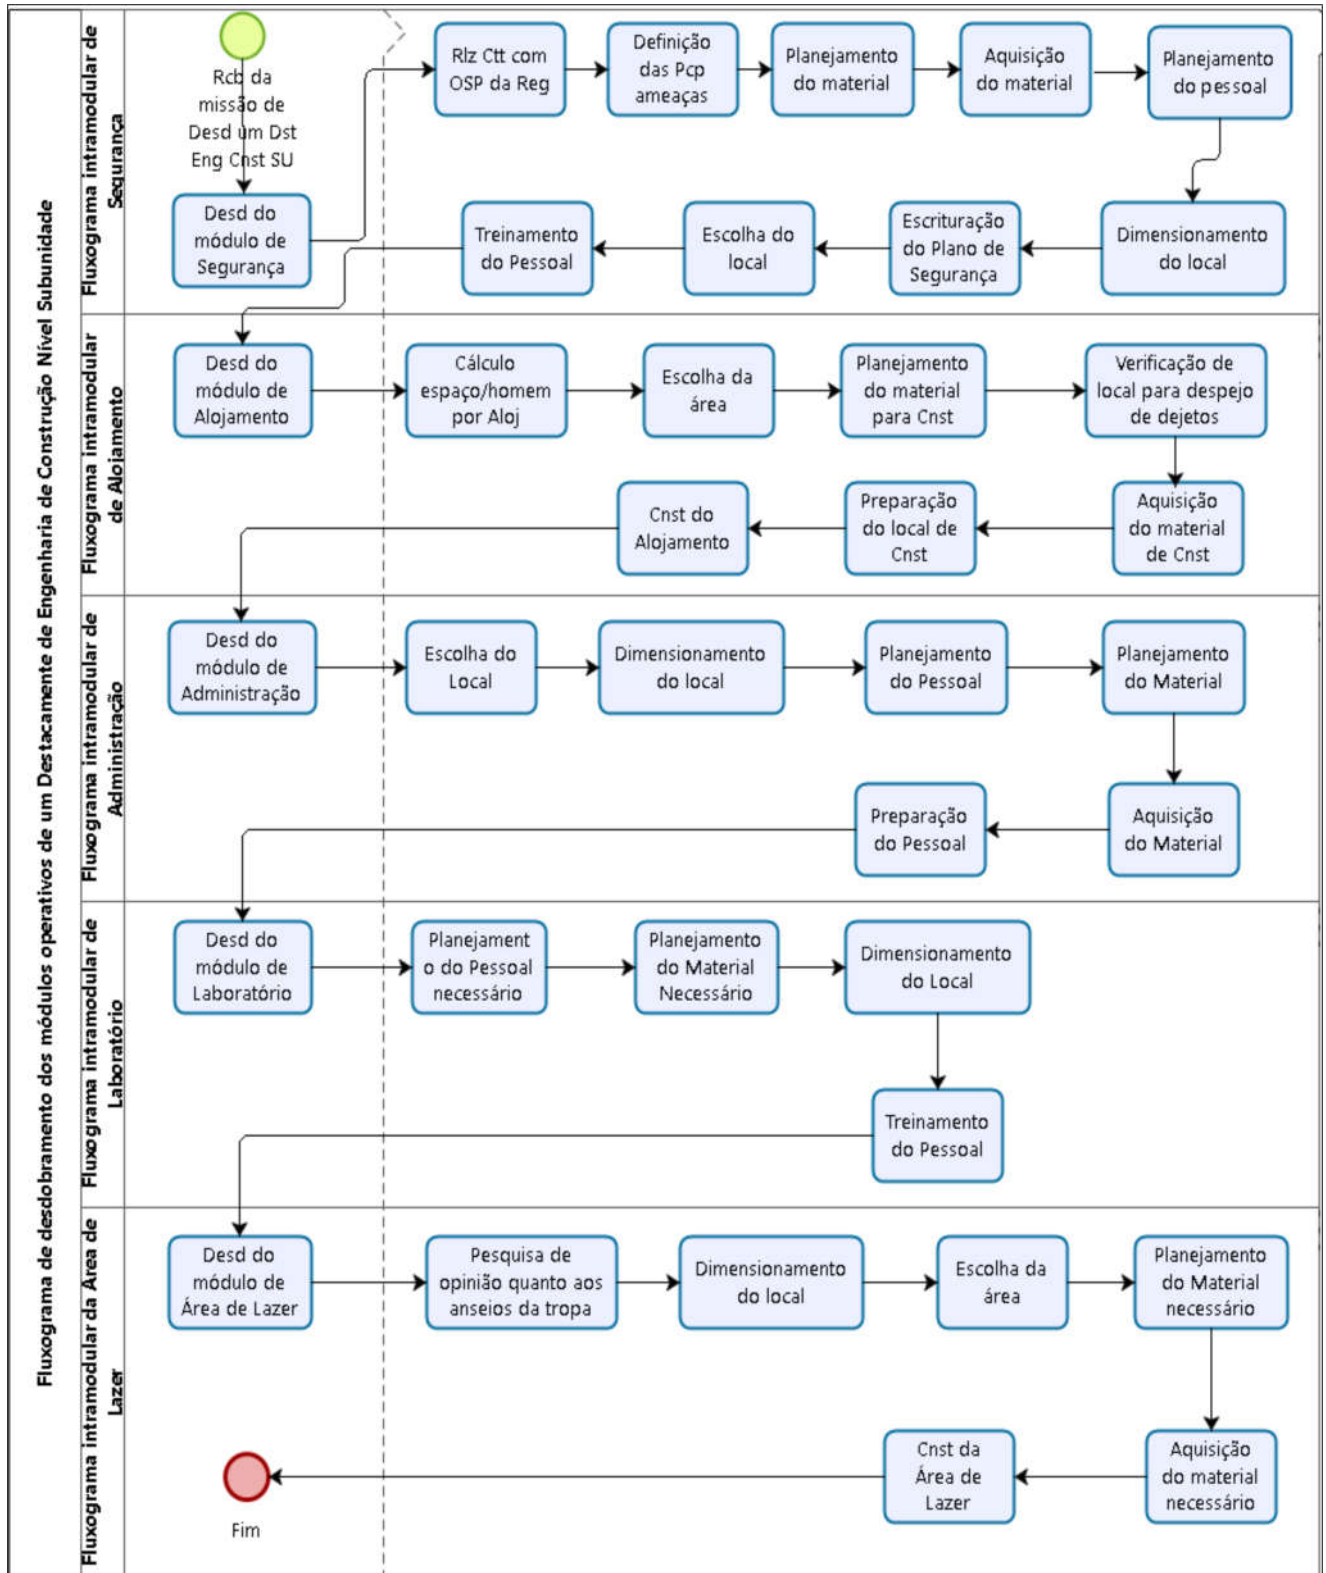 Fluxograma de desdobramento dos módulos operativos de um Destacamente de Engenharia de Construção Nível Subunidade
Fluxograma intramodular de
Segurança
Rcb da
missão de
Desd um Dst
Eng Cnst SU
Desd do
módulo de
Segurança
Rlz Ctt com
OSP da Reg
Definição
das Pcp
ameaças
Planejamento
do material
Aquisição
do material
Planejamento
do pessoal
Dimensionamento
do local
Escrituração
do Plano de
Segurança
Escolha do
local
Treinamento
do Pessoal
Fluxograma intramodular
de Alojamento
Desd do
módulo de
Alojamento
Cálculo
espaço/homem
por Aloj
Escolha da
área
Planejamento
do material
para Cnst
Verificação de
local para despejo
de dejetos
Aquisição
do material
de Cnst
Preparação
do local de
Cnst
Cnst do
Alojamento
Fluxograma intramodular de
Administração
Desd do
módulo de
Administração
Escolha do
Local
Dimensionamento
do local
Planejamento
do Pessoal
Planejamento
do Material
Aquisição
do Material
Preparação
do Pessoal
Fluxograma intramodular de
Laboratório
Desd do
módulo de
Laboratório
Planejament
o do Pessoal
necessário
Planejamento
do Material
Necessário
Dimensionamento
do Local
Treinamento
do Pessoal
Fluxograma intramodular da Área de
Lazer
Desd do
módulo de
Área de Lazer
Pesquisa de
opinião quanto aos
anseios da tropa
Dimensionamento
do local
Escolha da
área
Planejamento
do Material
necessário
Aquisição
do material
necessário
Cnst da
Área de
Lazer
Fim